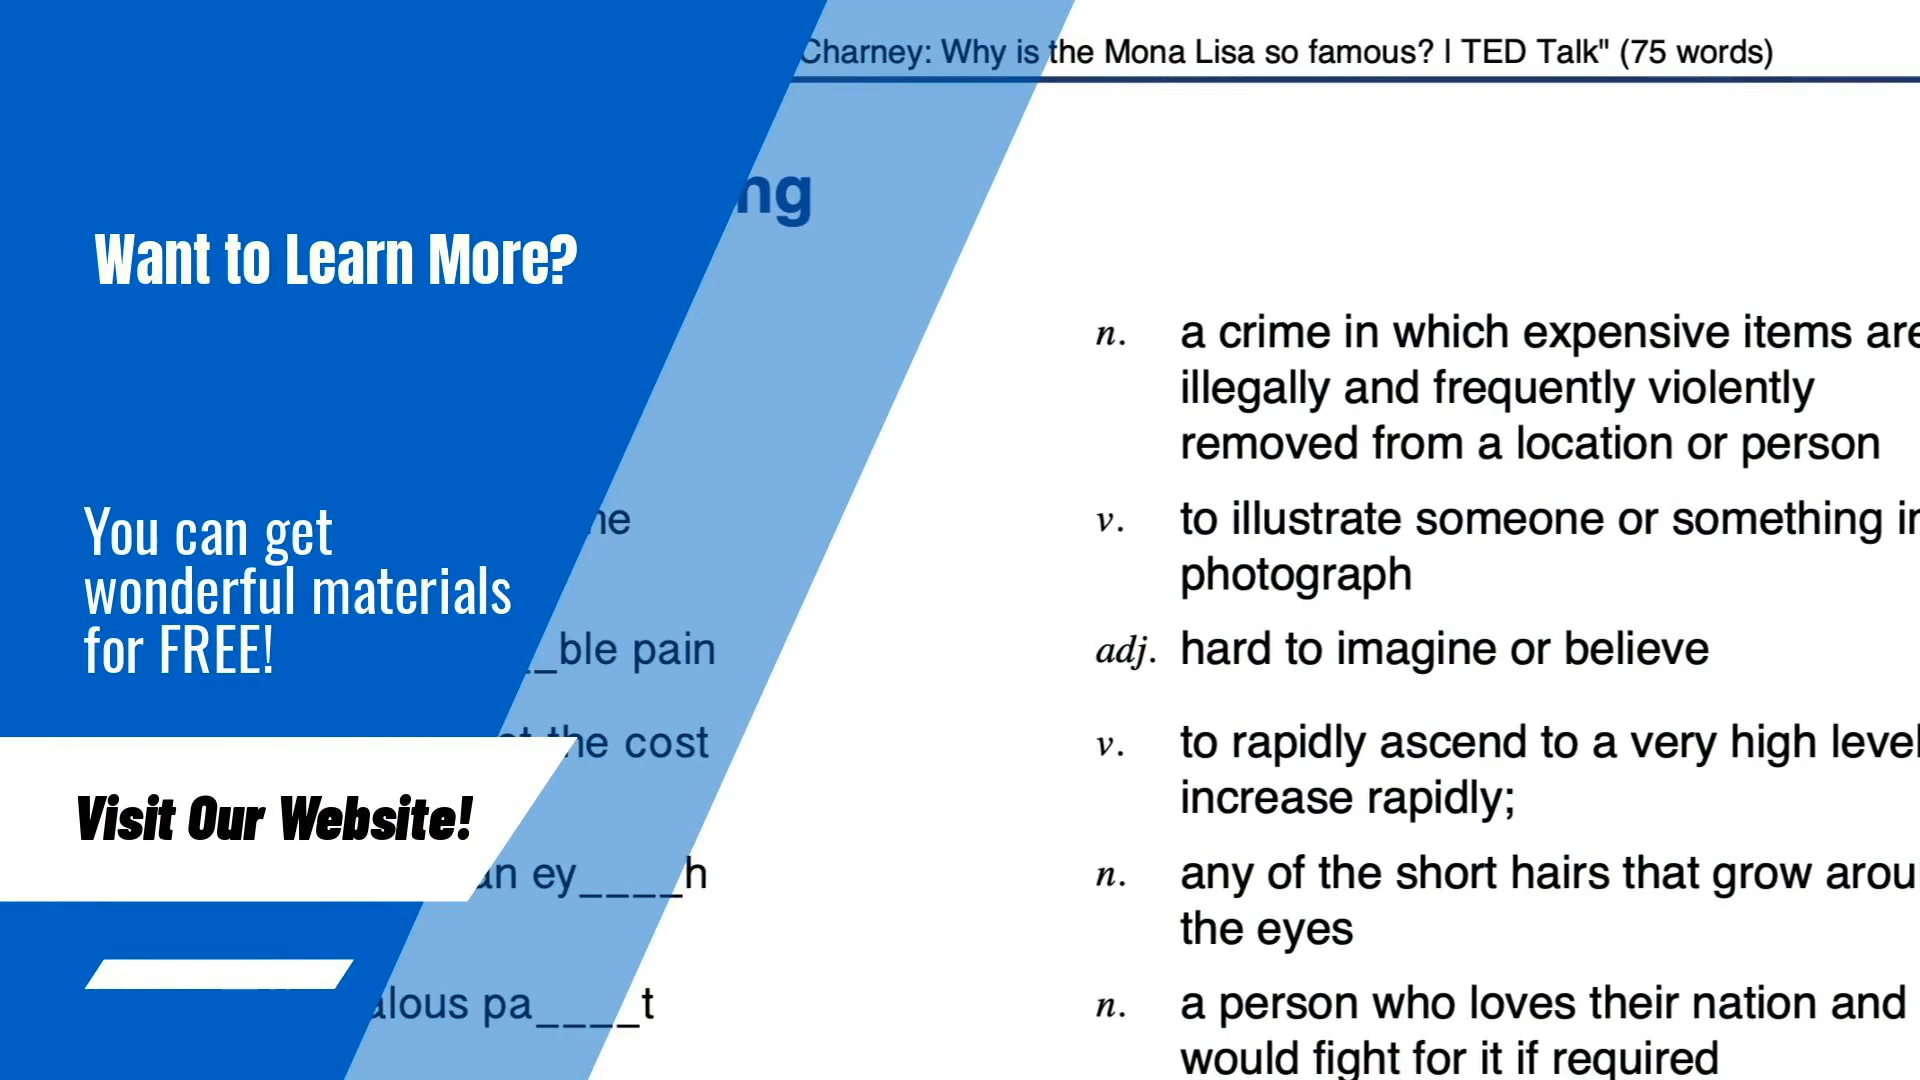 Charney: Why is the Mona Lisa so famous? | TED Talk" (75 words)
ng
Want to Learn More?
n. a crime in which expensive items are
illegally and frequently violently
removed from a location or person
You can get
wonderful materials
for FREE!
v. to illustrate someone or something in
photograph
_ble pain
adj. hard to imagine or believe
the cost
v. to rapidly ascend to a very high level
increase rapidly;
Visit Our Website!
an ey____h
n. any of the short hairs that grow arou
the eyes
alous pa____t
n. a person who loves their nation and
would fight for it if required